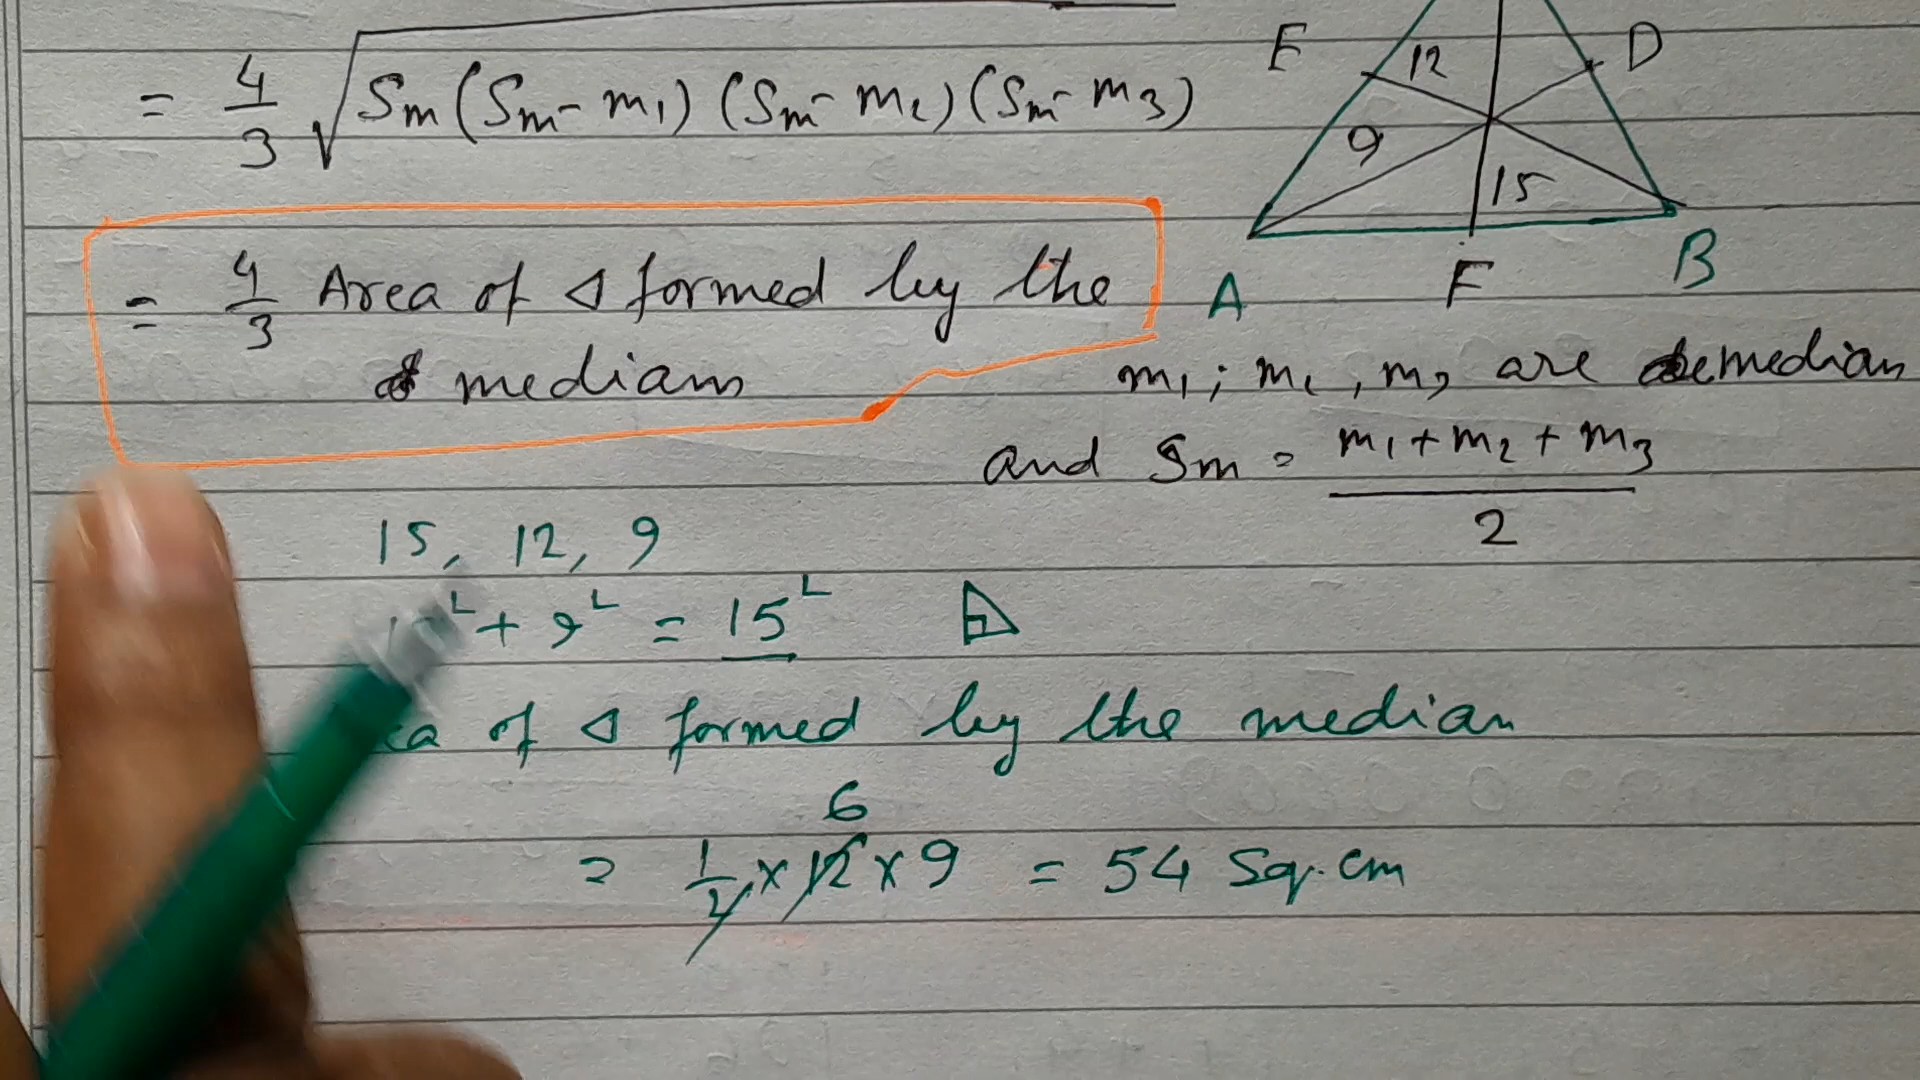 = 4/3 √Sm(Sm-m1)(Sm-m2)(Sm-m3)
E 12 D
9 15
A F B
= 4/3 Area of △ formed by the
medians
m1; m2, m3 are median
and Sm = (m1+m2+m3)/2
15, 12, 9
² + 9² = 15²
of △ formed by the median
6
= 1/2 × 12 × 9 = 54 Sq. cm